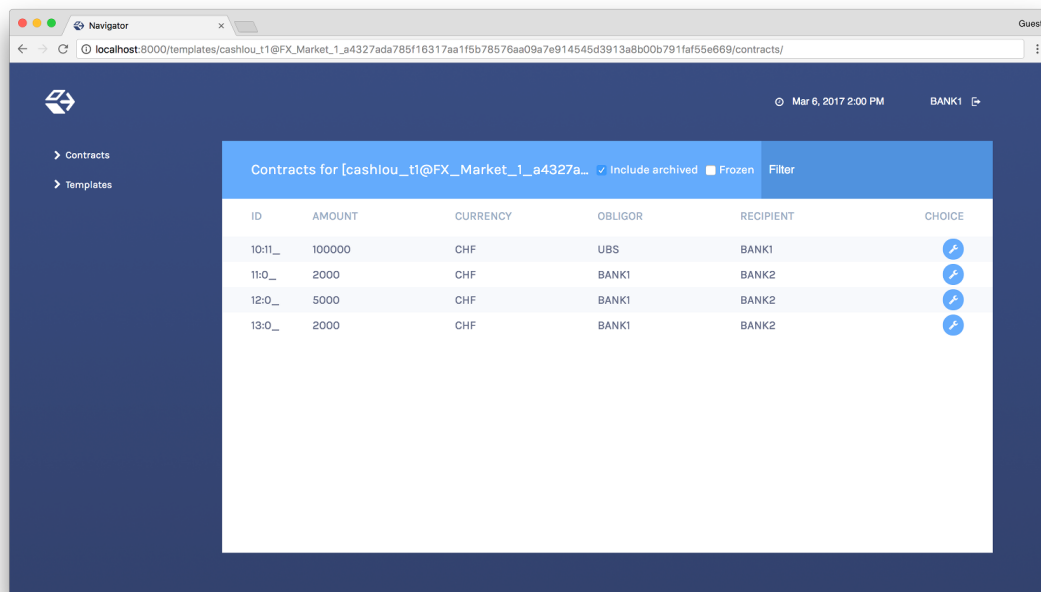 Navigator
Guest
localhost:8000/templates/cashlou_t1@FX_Market_1_a4327ada785f16317aa1f5b78576aa09a7e914545d3913a8b00b791faf55e669/contracts/
Mar 6, 2017 2:00 PM BANK1
Contracts
Templates
Contracts for [cashlou_t1@FX_Market_1_a4327a... Include archived Frozen Filter
ID AMOUNT CURRENCY OBLIGOR RECIPIENT CHOICE
10:11_ 100000 CHF UBS BANK1
11:0_ 2000 CHF BANK1 BANK2
12:0_ 5000 CHF BANK1 BANK2
13:0_ 2000 CHF BANK1 BANK2